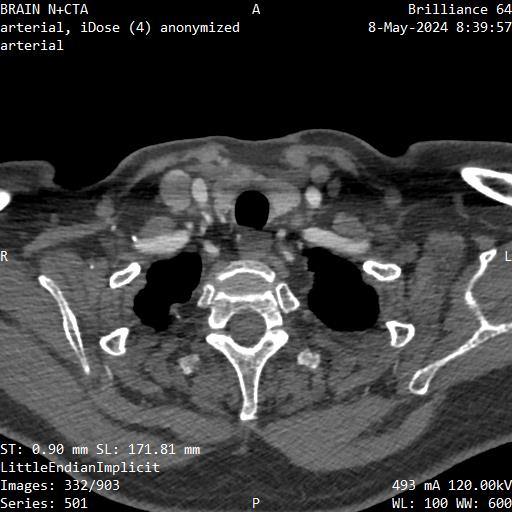 BRAIN N+CTA
arterial, iDose (4) anonymized
arterial
A
Brilliance 64
8-May-2024 8:39:57
R
L
ST: 0.90 mm SL: 171.81 mm
LittleEndianImplicit
Images: 332/903
Series: 501
P
493 mA 120.00kV
WL: 100 WW: 600